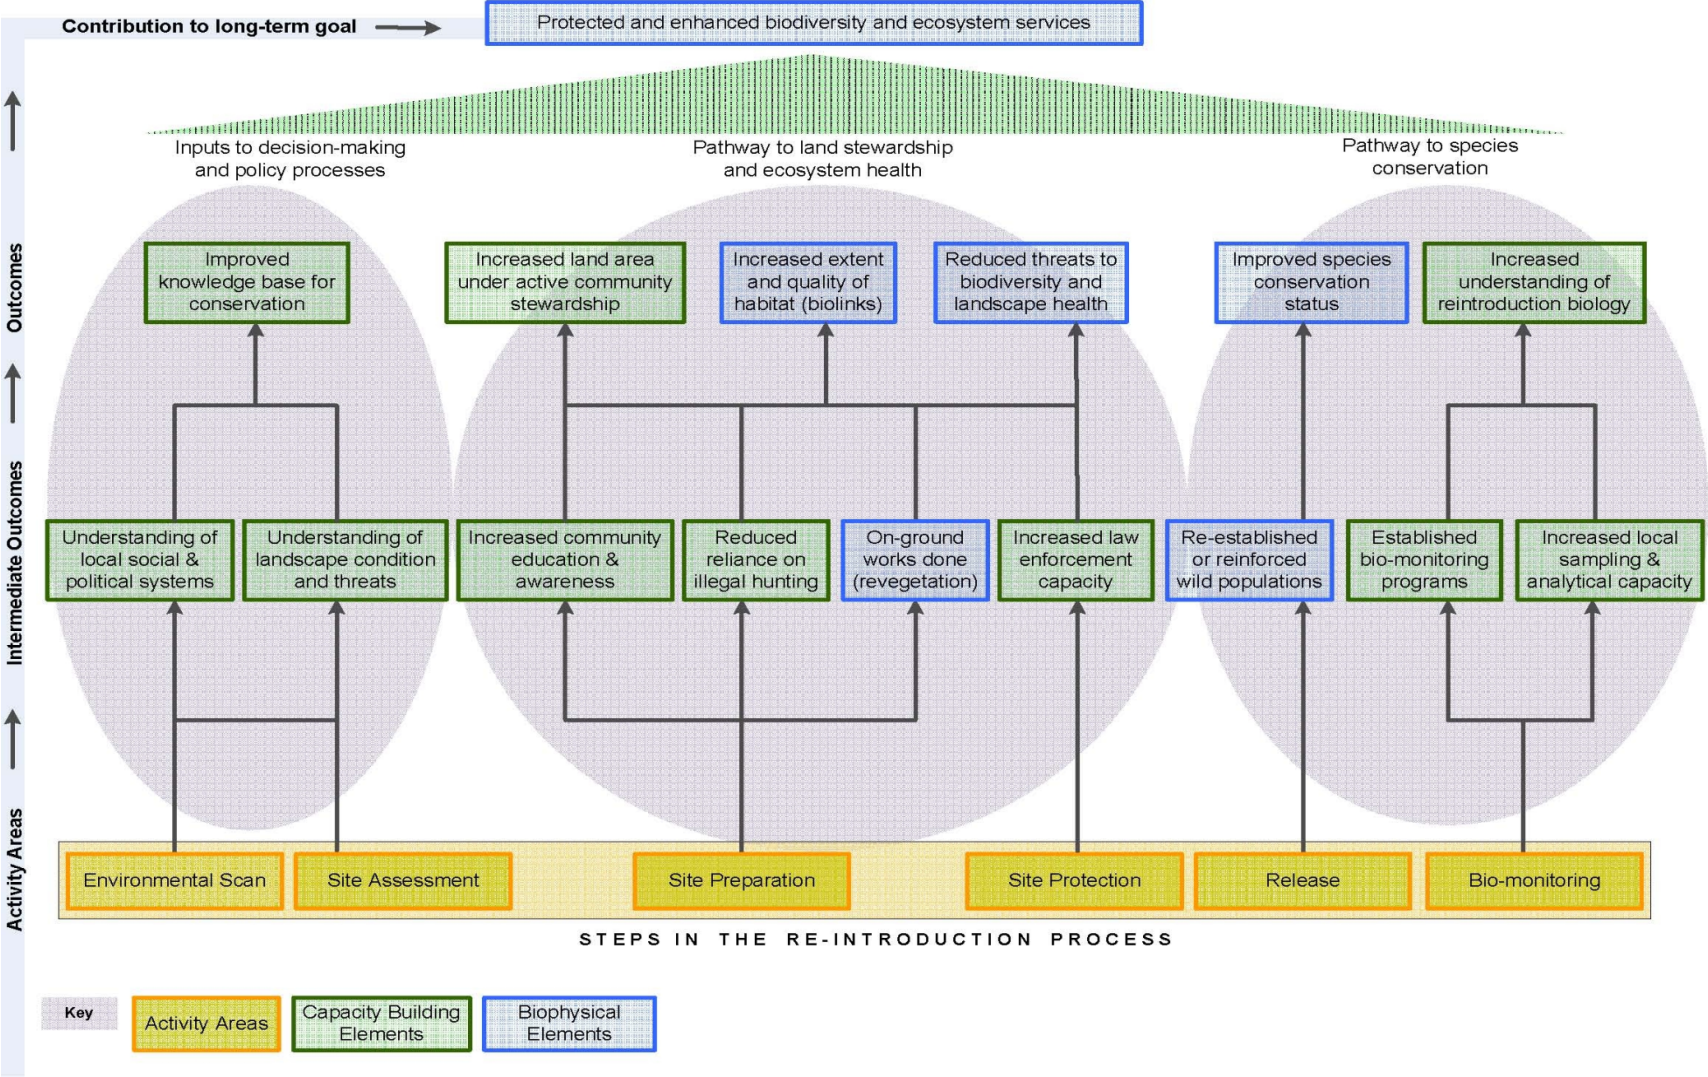 Contribution to long-term goal
Protected and enhanced biodiversity and ecosystem services
Inputs to decision-making
and policy processes
Pathway to land stewardship
and ecosystem health
Pathway to species
conservation
Outcomes
Improved
knowledge base for
conservation
Increased land area
under active community
stewardship
Increased extent
and quality of
habitat (biolinks)
Reduced threats to
biodiversity and
landscape health
Improved species
conservation
status
Increased
understanding of
reintroduction biology
Intermediate Outcomes
Understanding of
local social &
political systems
Understanding of
landscape condition
and threats
Increased community
education &
awareness
Reduced
reliance on
illegal hunting
On-ground
works done
(revegetation)
Increased law
enforcement
capacity
Re-established
or reinforced
wild populations
Established
bio-monitoring
programs
Increased local
sampling &
analytical capacity
Activity Areas
Environmental Scan
Site Assessment
Site Preparation
Site Protection
Release
Bio-monitoring
STEPS IN THE RE-INTRODUCTION PROCESS
Key
Activity Areas
Capacity Building
Elements
Biophysical
Elements